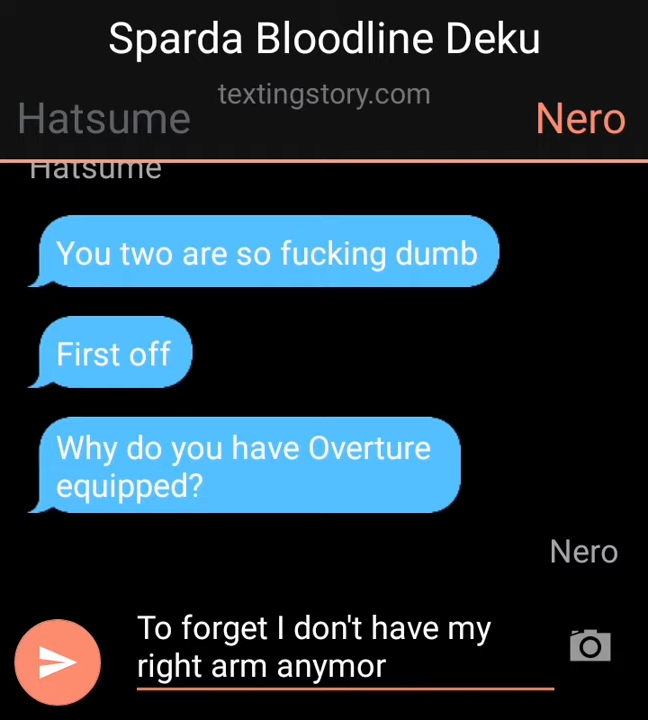 Sparda Bloodline Deku
textingstory.com
Hatsume
Nero
Hatsume
You two are so fucking dumb
First off
Why do you have Overture
equipped?
Nero
To forget I don't have my
right arm anymor